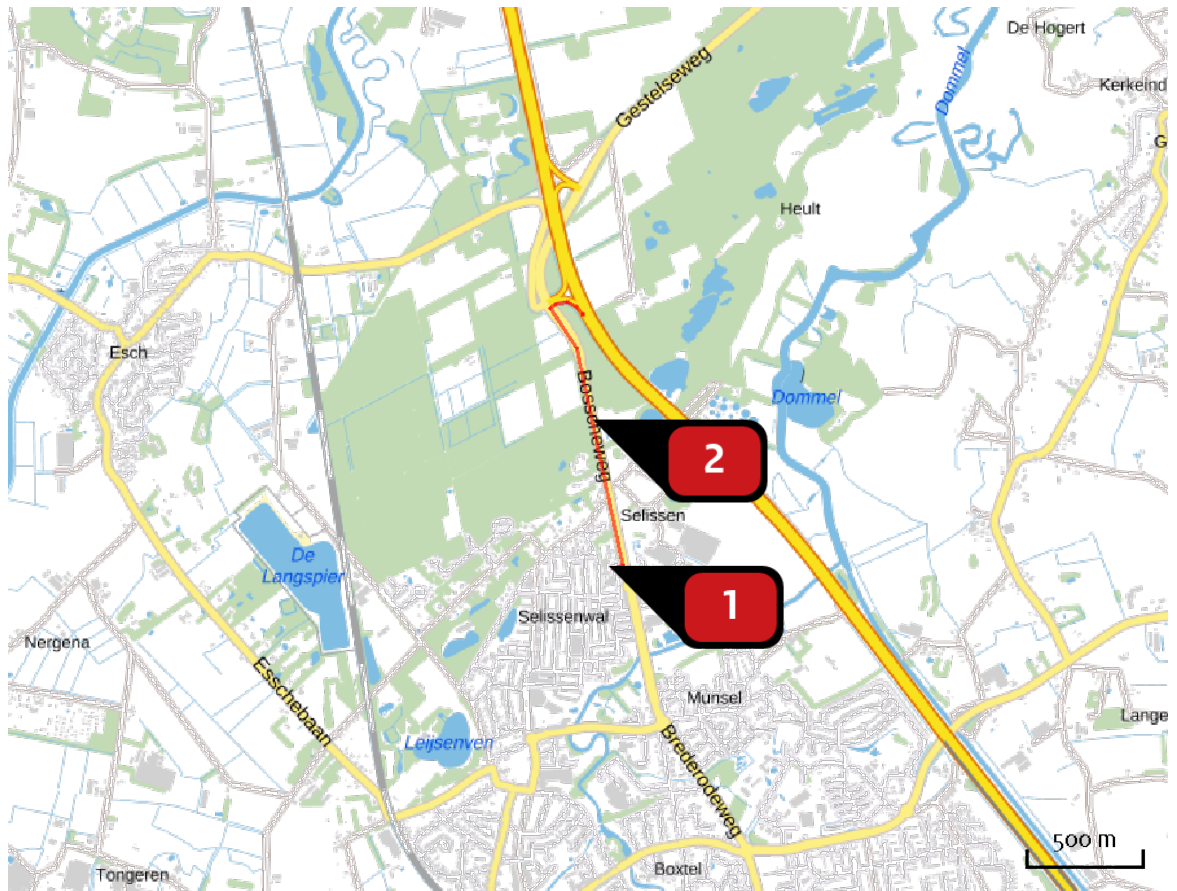 De Hogert
Dommel
Gestelseweg
Kerkeind
G
Heult
Esch
Dommel
Bosscheweg
2
Selissen
De
Langspier
1
Selissenwal
Nergena
Esschebaan
Munsel
Lange
Leijsenven
Brederodeweg
500 m
Boxtel
Tongeren